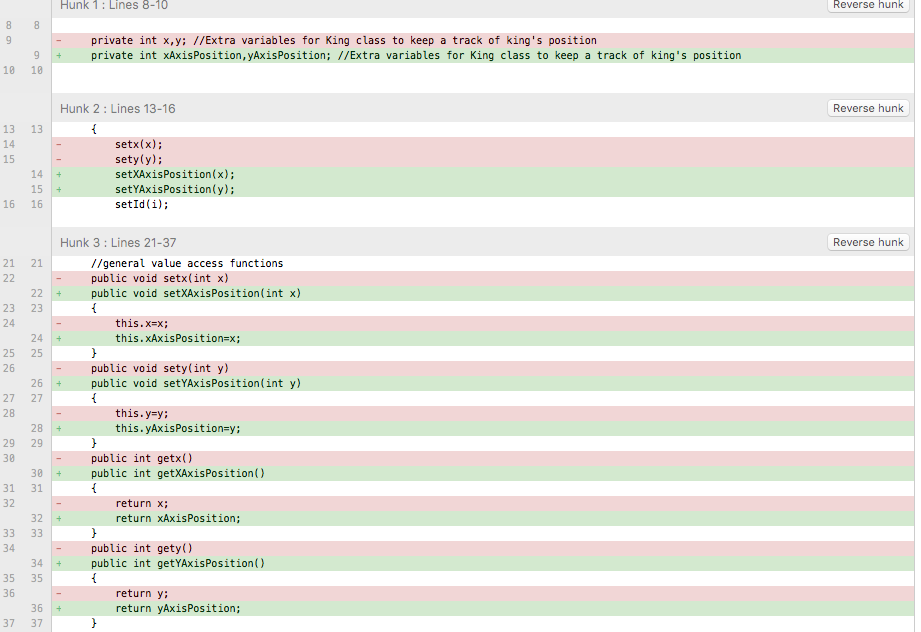 Hunk 1 : Lines 8-10 Reverse hunk
8 8
9 - private int x,y; //Extra variables for King class to keep a track of king's position
9 + private int xAxisPosition,yAxisPosition; //Extra variables for King class to keep a track of king's position
10 10
Hunk 2 : Lines 13-16 Reverse hunk
13 13 {
14 - setx(x);
15 - sety(y);
14 + setXAxisPosition(x);
15 + setYAxisPosition(y);
16 16 setId(i);
Hunk 3 : Lines 21-37 Reverse hunk
21 21 //general value access functions
22 - public void setx(int x)
22 + public void setXAxisPosition(int x)
23 23 {
24 - this.x=x;
24 + this.xAxisPosition=x;
25 25 }
26 - public void sety(int y)
26 + public void setYAxisPosition(int y)
27 27 {
28 - this.y=y;
28 + this.yAxisPosition=y;
29 29 }
30 - public int getx()
30 + public int getXAxisPosition()
31 31 {
32 - return x;
32 + return xAxisPosition;
33 33 }
34 - public int gety()
34 + public int getYAxisPosition()
35 35 {
36 - return y;
36 + return yAxisPosition;
37 37 }